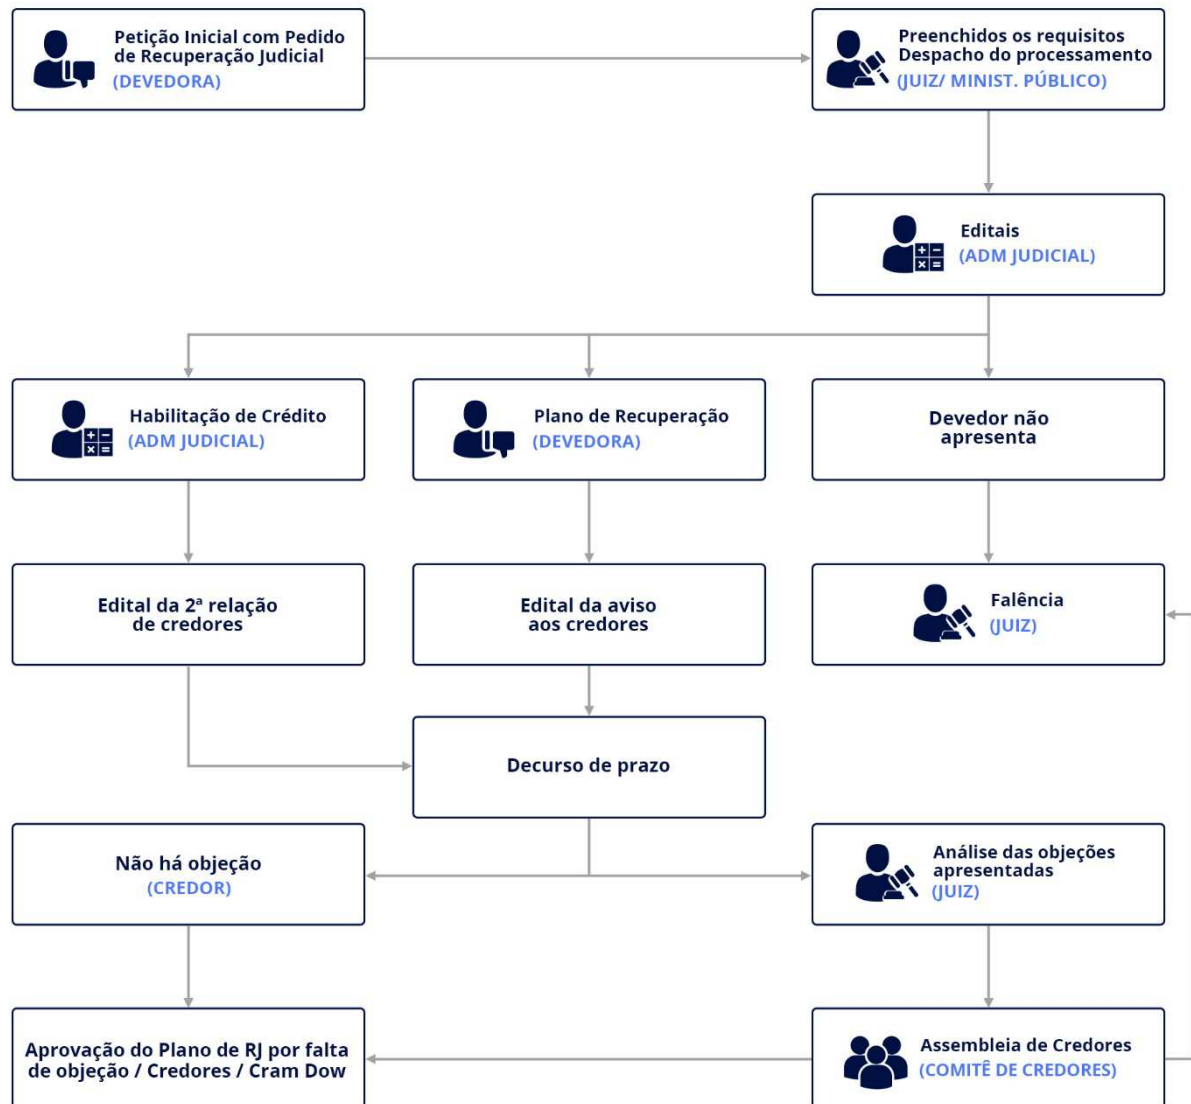 Petição Inicial com Pedido
de Recuperação Judicial
(DEVEDORA)
Preenchidos os requisitos
Despacho do processamento
(JUIZ/ MINIST. PÚBLICO)
Editais
(ADM JUDICIAL)
Habilitação de Crédito
(ADM JUDICIAL)
Plano de Recuperação
(DEVEDORA)
Devedor não
apresenta
Edital da 2ª relação
de credores
Edital da aviso
aos credores
Falência
(JUIZ)
Decurso de prazo
Não há objeção
(CREDOR)
Análise das objeções
apresentadas
(JUIZ)
Aprovação do Plano de RJ por falta
de objeção / Credores / Cram Dow
Assembleia de Credores
(COMITÊ DE CREDORES)